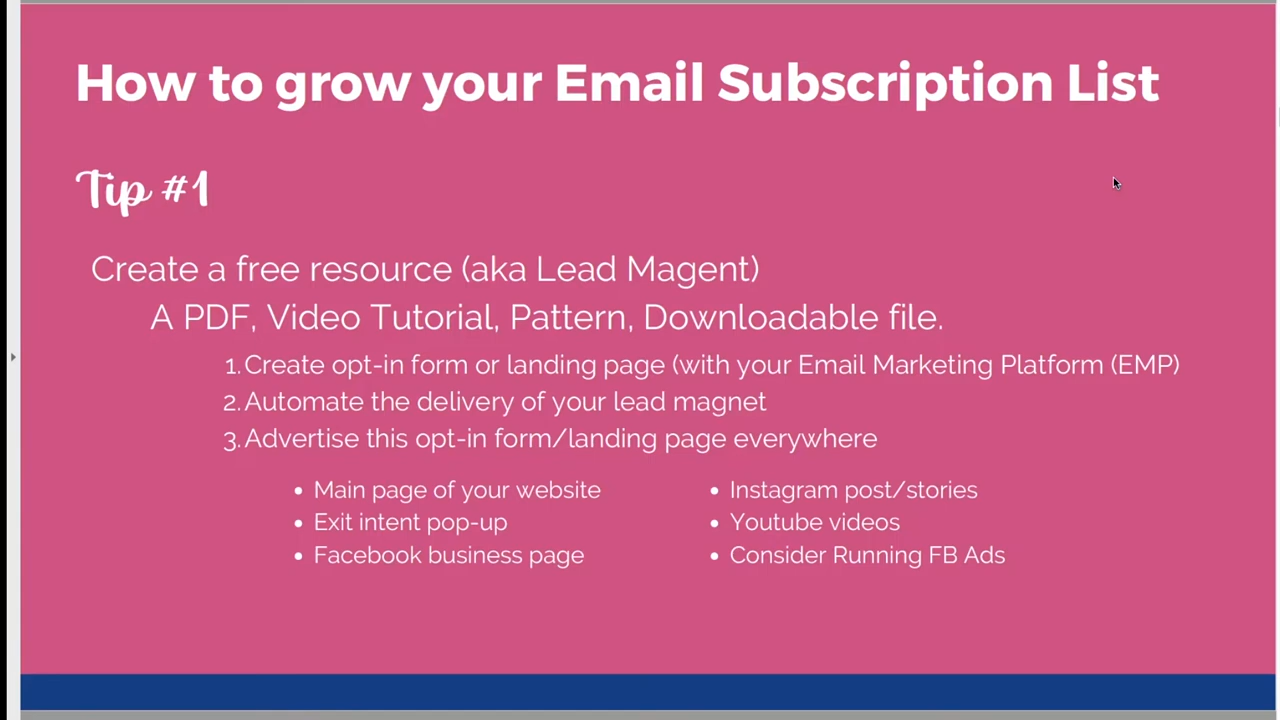 How to grow your Email Subscription List
Tip #1
Create a free resource (aka Lead Magent)
A PDF, Video Tutorial, Pattern, Downloadable file.
1. Create opt-in form or landing page (with your Email Marketing Platform (EMP)
2. Automate the delivery of your lead magnet
3. Advertise this opt-in form/landing page everywhere
• Main page of your website
• Exit intent pop-up
• Facebook business page
• Instagram post/stories
• Youtube videos
• Consider Running FB Ads